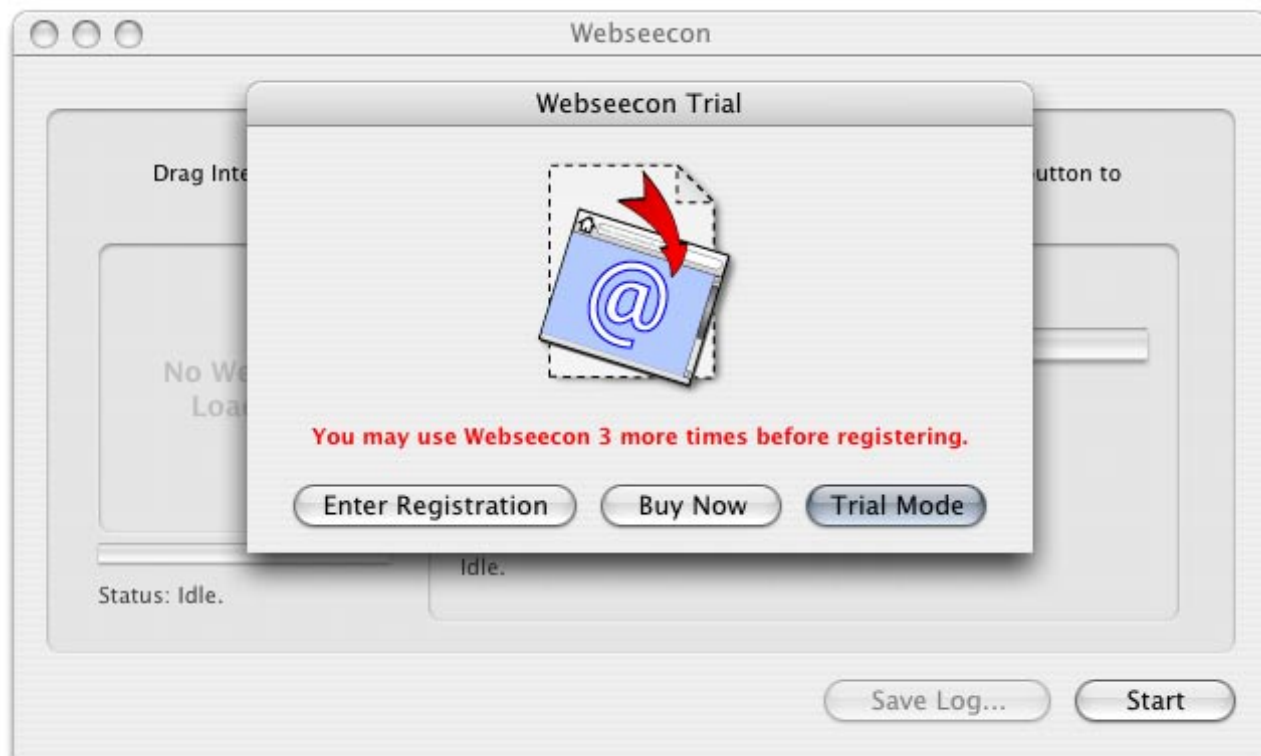 Webseecon
Webseecon Trial
Drag Inte
utton to
@
No We
Loa
You may use Webseecon 3 more times before registering.
Enter Registration
Buy Now
Trial Mode
Idle.
Status: Idle.
Save Log...
Start